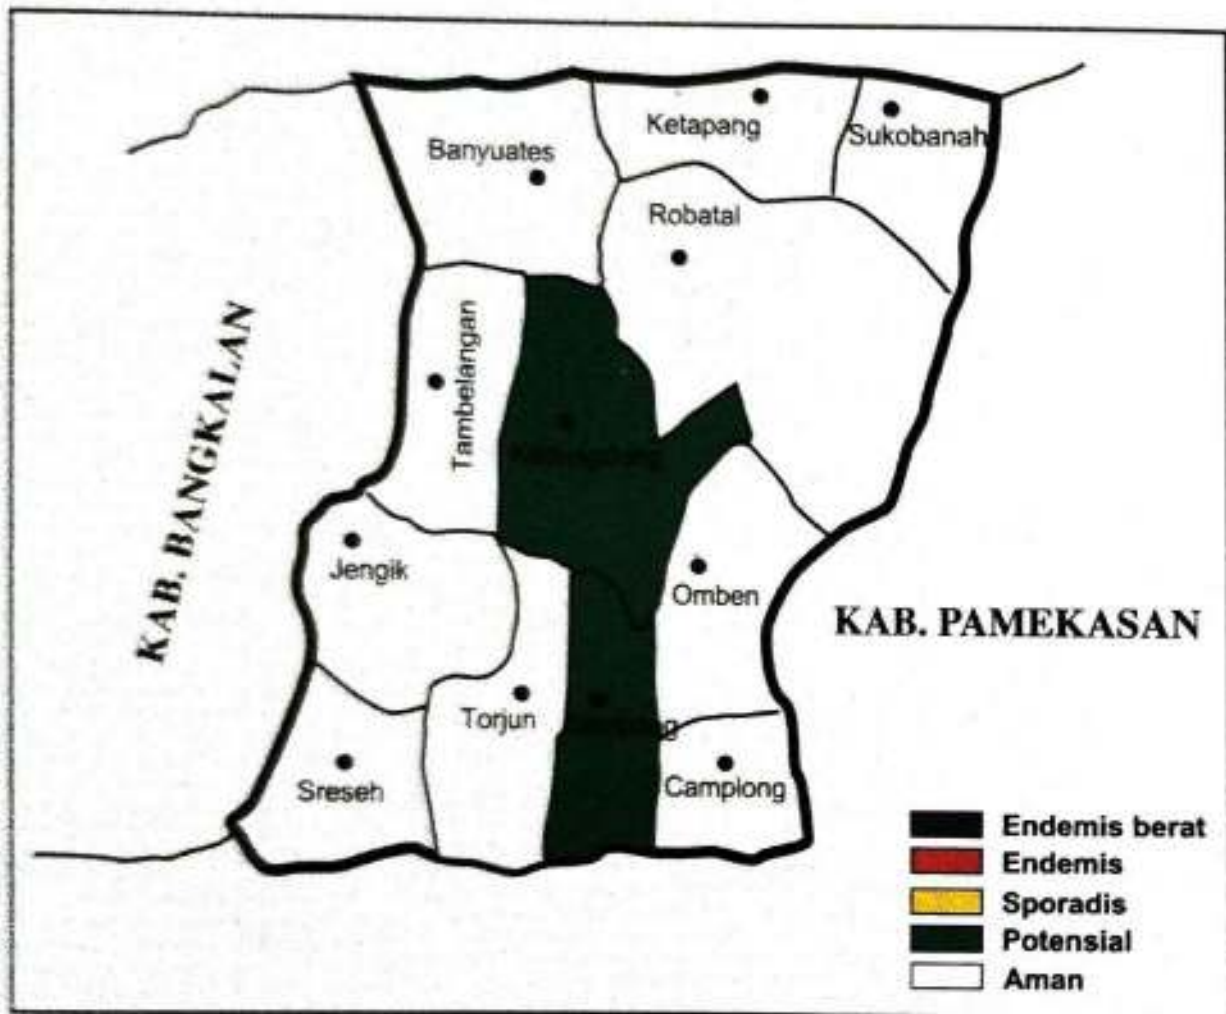 Ketapang
Sukobanah
Banyuates
Robatal
Tambelangan
KAB. BANGKALAN
Jengik
Omben
KAB. PAMEKASAN
Torjun
Sreseh
Camplong
Endemis berat
Endemis
Sporadis
Potensial
Aman